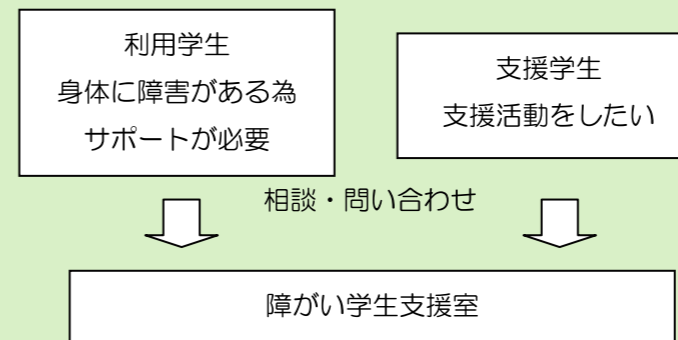 利用学生
身体に障害がある為
サポートが必要
支援学生
支援活動をしたい
相談・問い合わせ
障がい学生支援室